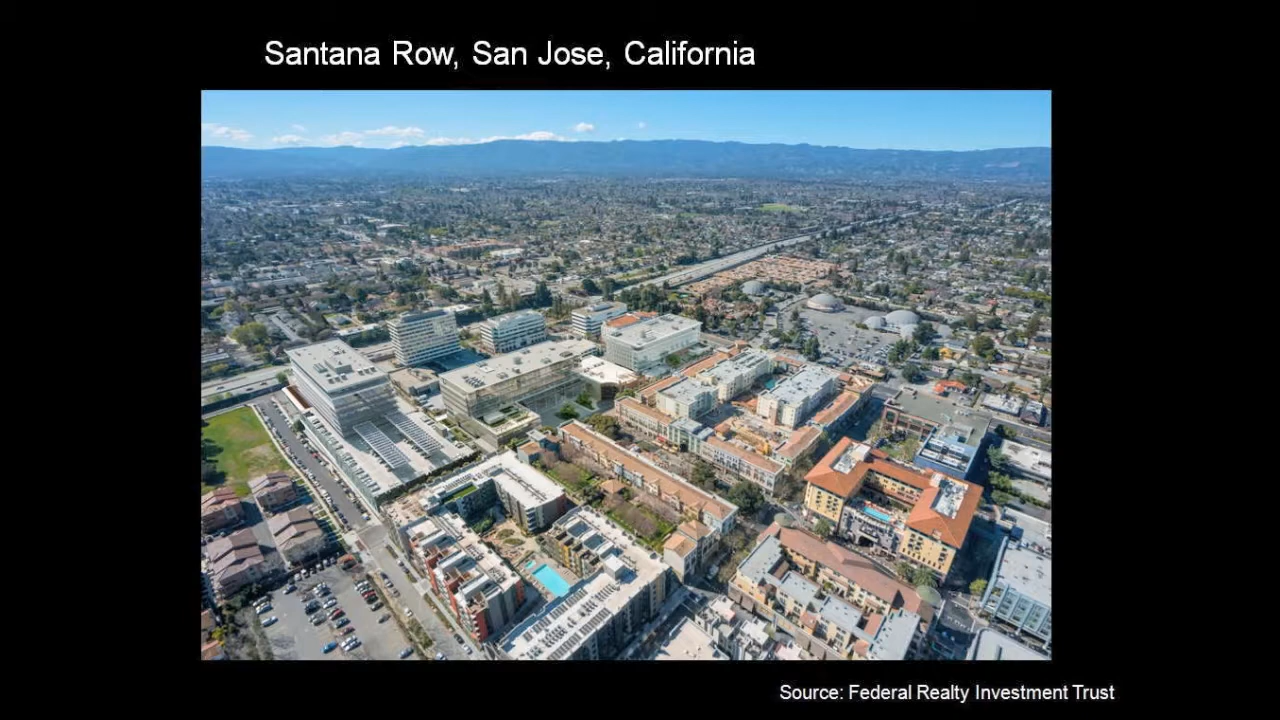 Santana Row, San Jose, California
Source: Federal Realty Investment Trust